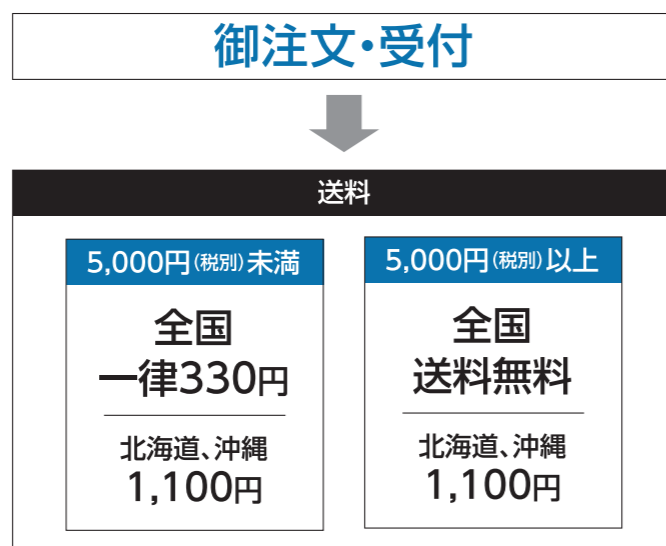 御注文・受付
送料
5,000円(税別)未満
全国
一律330円
北海道、沖縄
1,100円
5,000円(税別)以上
全国
送料無料
北海道、沖縄
1,100円